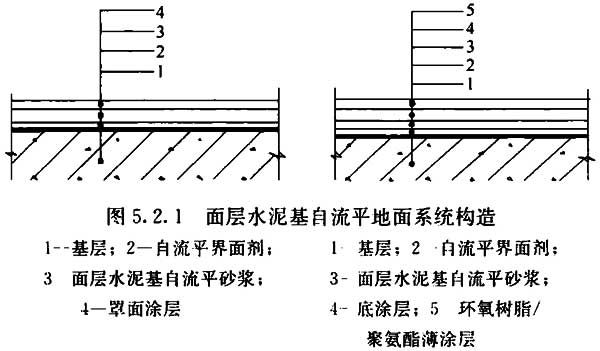 4
3
2
1
5
4
3
2
1
图 5.2.1 面层水泥基自流平地面系统构造
1--基层；2—自流平界面剂；
3 面层水泥基自流平砂浆；
4—罩面涂层
1- 基层；2 自流平界面剂；
3- 面层水泥基自流平砂浆；
4- 底涂层；5 环氧树脂/
聚氨酯薄涂层